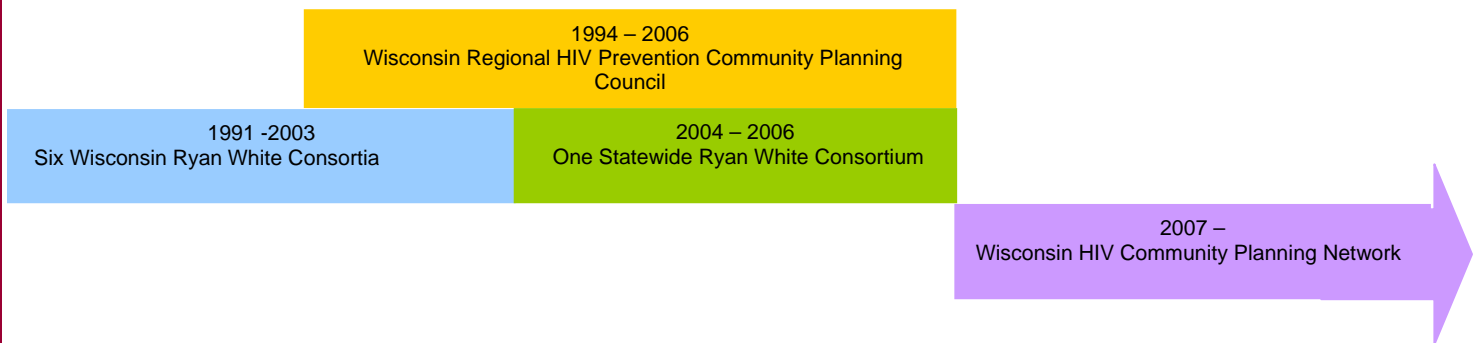 1994 – 2006
Wisconsin Regional HIV Prevention Community Planning
Council
1991 -2003
Six Wisconsin Ryan White Consortia
2004 – 2006
One Statewide Ryan White Consortium
2007 –
Wisconsin HIV Community Planning Network